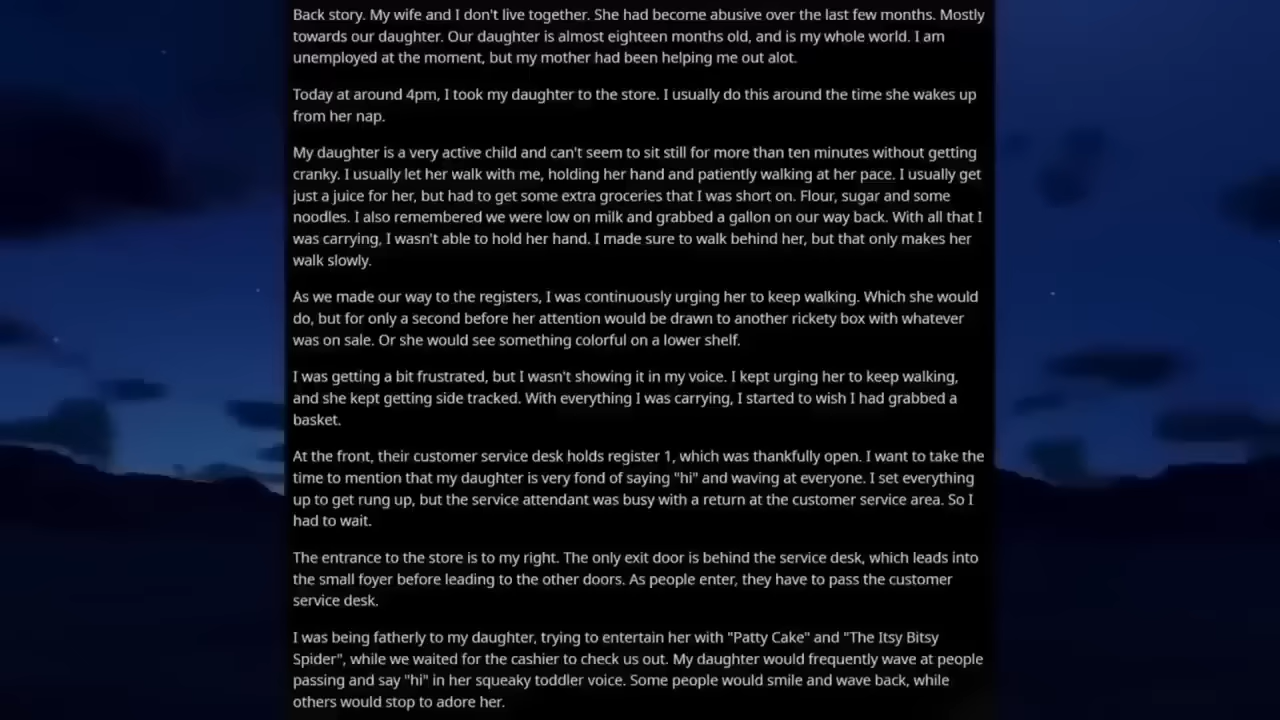 Back story. My wife and I don't live together. She had become abusive over the last few months. Mostly
towards our daughter. Our daughter is almost eighteen months old, and is my whole world. I am
unemployed at the moment, but my mother had been helping me out alot.
Today at around 4pm, I took my daughter to the store. I usually do this around the time she wakes up
from her nap.
My daughter is a very active child and can't seem to sit still for more than ten minutes without getting
cranky. I usually let her walk with me, holding her hand and patiently walking at her pace. I usually get
just a juice for her, but had to get some extra groceries that I was short on. Flour, sugar and some
noodles. I also remembered we were low on milk and grabbed a gallon on our way back. With all that I
was carrying, I wasn't able to hold her hand. I made sure to walk behind her, but that only makes her
walk slowly.
As we made our way to the registers, I was continuously urging her to keep walking. Which she would
do, but for only a second before her attention would be drawn to another rickety box with whatever
was on sale. Or she would see something colorful on a lower shelf.
I was getting a bit frustrated, but I wasn't showing it in my voice. I kept urging her to keep walking,
and she kept getting side tracked. With everything I was carrying, I started to wish I had grabbed a
basket.
At the front, their customer service desk holds register 1, which was thankfully open. I want to take the
time to mention that my daughter is very fond of saying "hi" and waving at everyone. I set everything
up to get rung up, but the service attendant was busy with a return at the customer service area. So I
had to wait.
The entrance to the store is to my right. The only exit door is behind the service desk, which leads into
the small foyer before leading to the other doors. As people enter, they have to pass the customer
service desk.
I was being fatherly to my daughter, trying to entertain her with "Patty Cake" and "The Itsy Bitsy
Spider", while we waited for the cashier to check us out. My daughter would frequently wave at people
passing and say "hi" in her squeaky toddler voice. Some people would smile and wave back, while
others would stop to adore her.